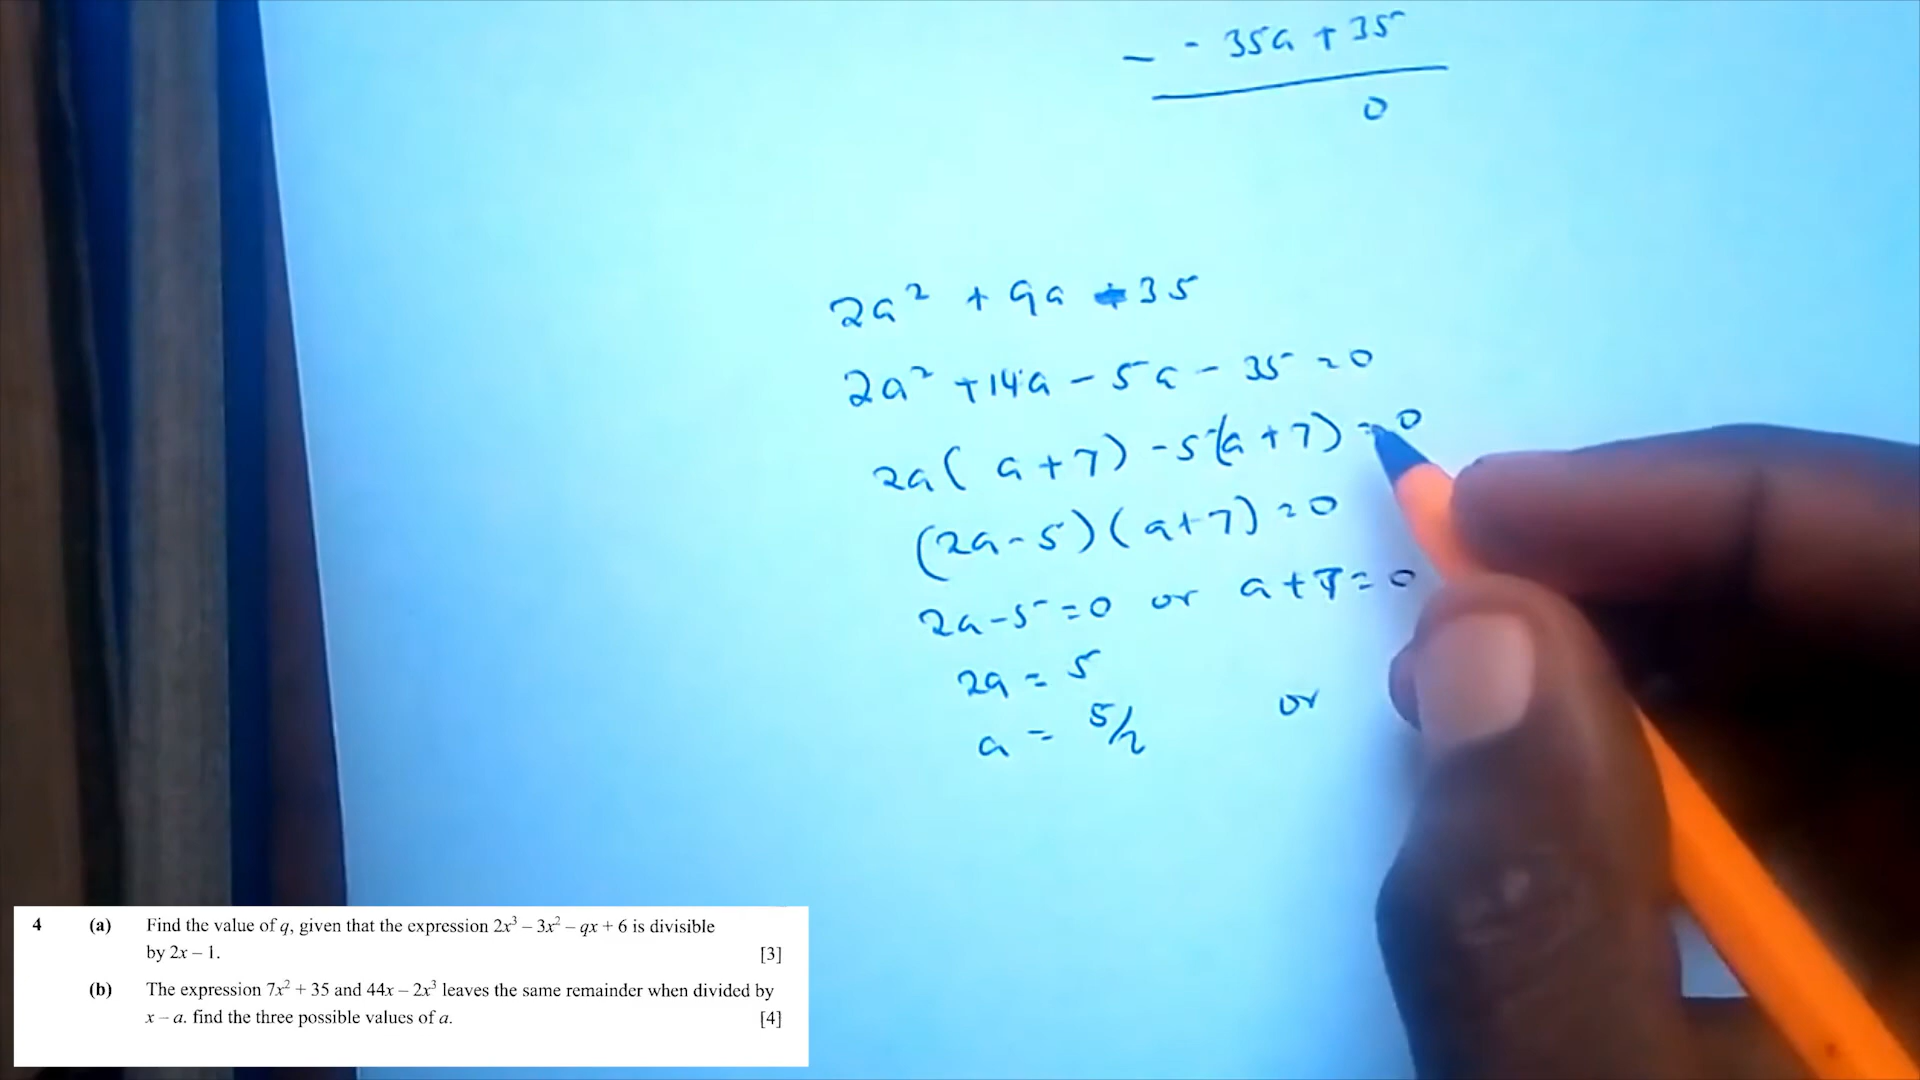 - - 35a + 35
0
2a² + 9a - 35
2a² + 14a - 5a - 35 = 0
2a( a + 7) - 5(a + 7) = 0
(2a - 5)(a + 7) = 0
2a - 5 = 0 or a + 7 = 0
2a = 5
a = 5/2 or
4 (a) Find the value of q, given that the expression 2x³ – 3x² – qx + 6 is divisible
by 2x – 1. [3]
(b) The expression 7x² + 35 and 44x – 2x³ leaves the same remainder when divided by
x – a. find the three possible values of a. [4]